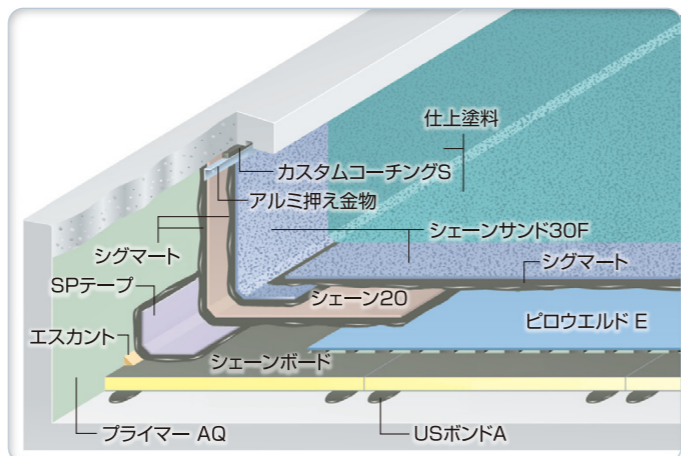 仕上塗料
カスタムコーチングS
アルミ押え金物
シェーンサンド30F
シグマート
シグマート
SPテープ
シェーン20
ピロウエルド E
エスカント
シェーンボード
プライマー AQ
USボンドA